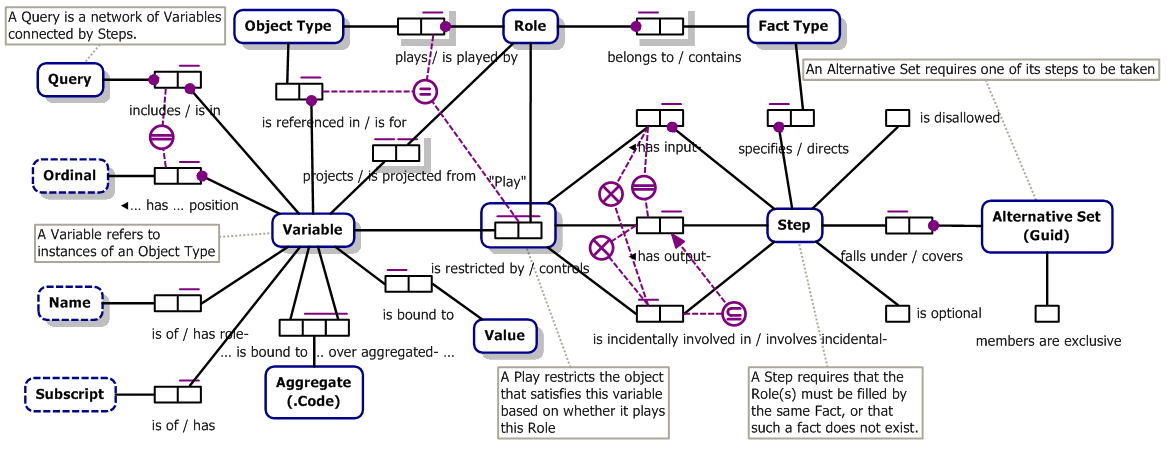 A Query is a network of Variables
connected by Steps.
Object Type
Role
Fact Type
plays / is played by
belongs to / contains
An Alternative Set requires one of its steps to be taken
Query
includes / is in
is referenced in / is for
◄has input-
specifies / directs
is disallowed
Ordinal
projects / is projected from
"Play"
◄... has ... position
Alternative Set
(Guid)
Variable
Step
A Variable refers to
instances of an Object Type
is restricted by / controls
◄has output-
falls under / covers
Name
is bound to
is optional
is of / has role-
Value
... is bound to ... over aggregated- ...
is incidentally involved in / involves incidental-
members are exclusive
Subscript
Aggregate
(.Code)
is of / has
A Play restricts the object
that satisfies this variable
based on whether it plays
this Role
A Step requires that the
Role(s) must be filled by
the same Fact, or that
such a fact does not exist.